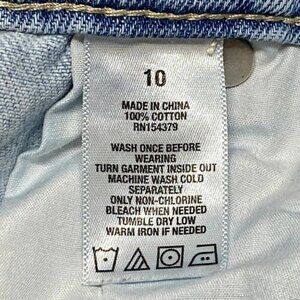 10
MADE IN CHINA
100% COTTON
RN154379
WASH ONCE BEFORE
WEARING
TURN GARMENT INSIDE OUT
MACHINE WASH COLD
SEPARATELY
ONLY NON-CHLORINE
BLEACH WHEN NEEDED
TUMBLE DRY LOW
WARM IRON IF NEEDED